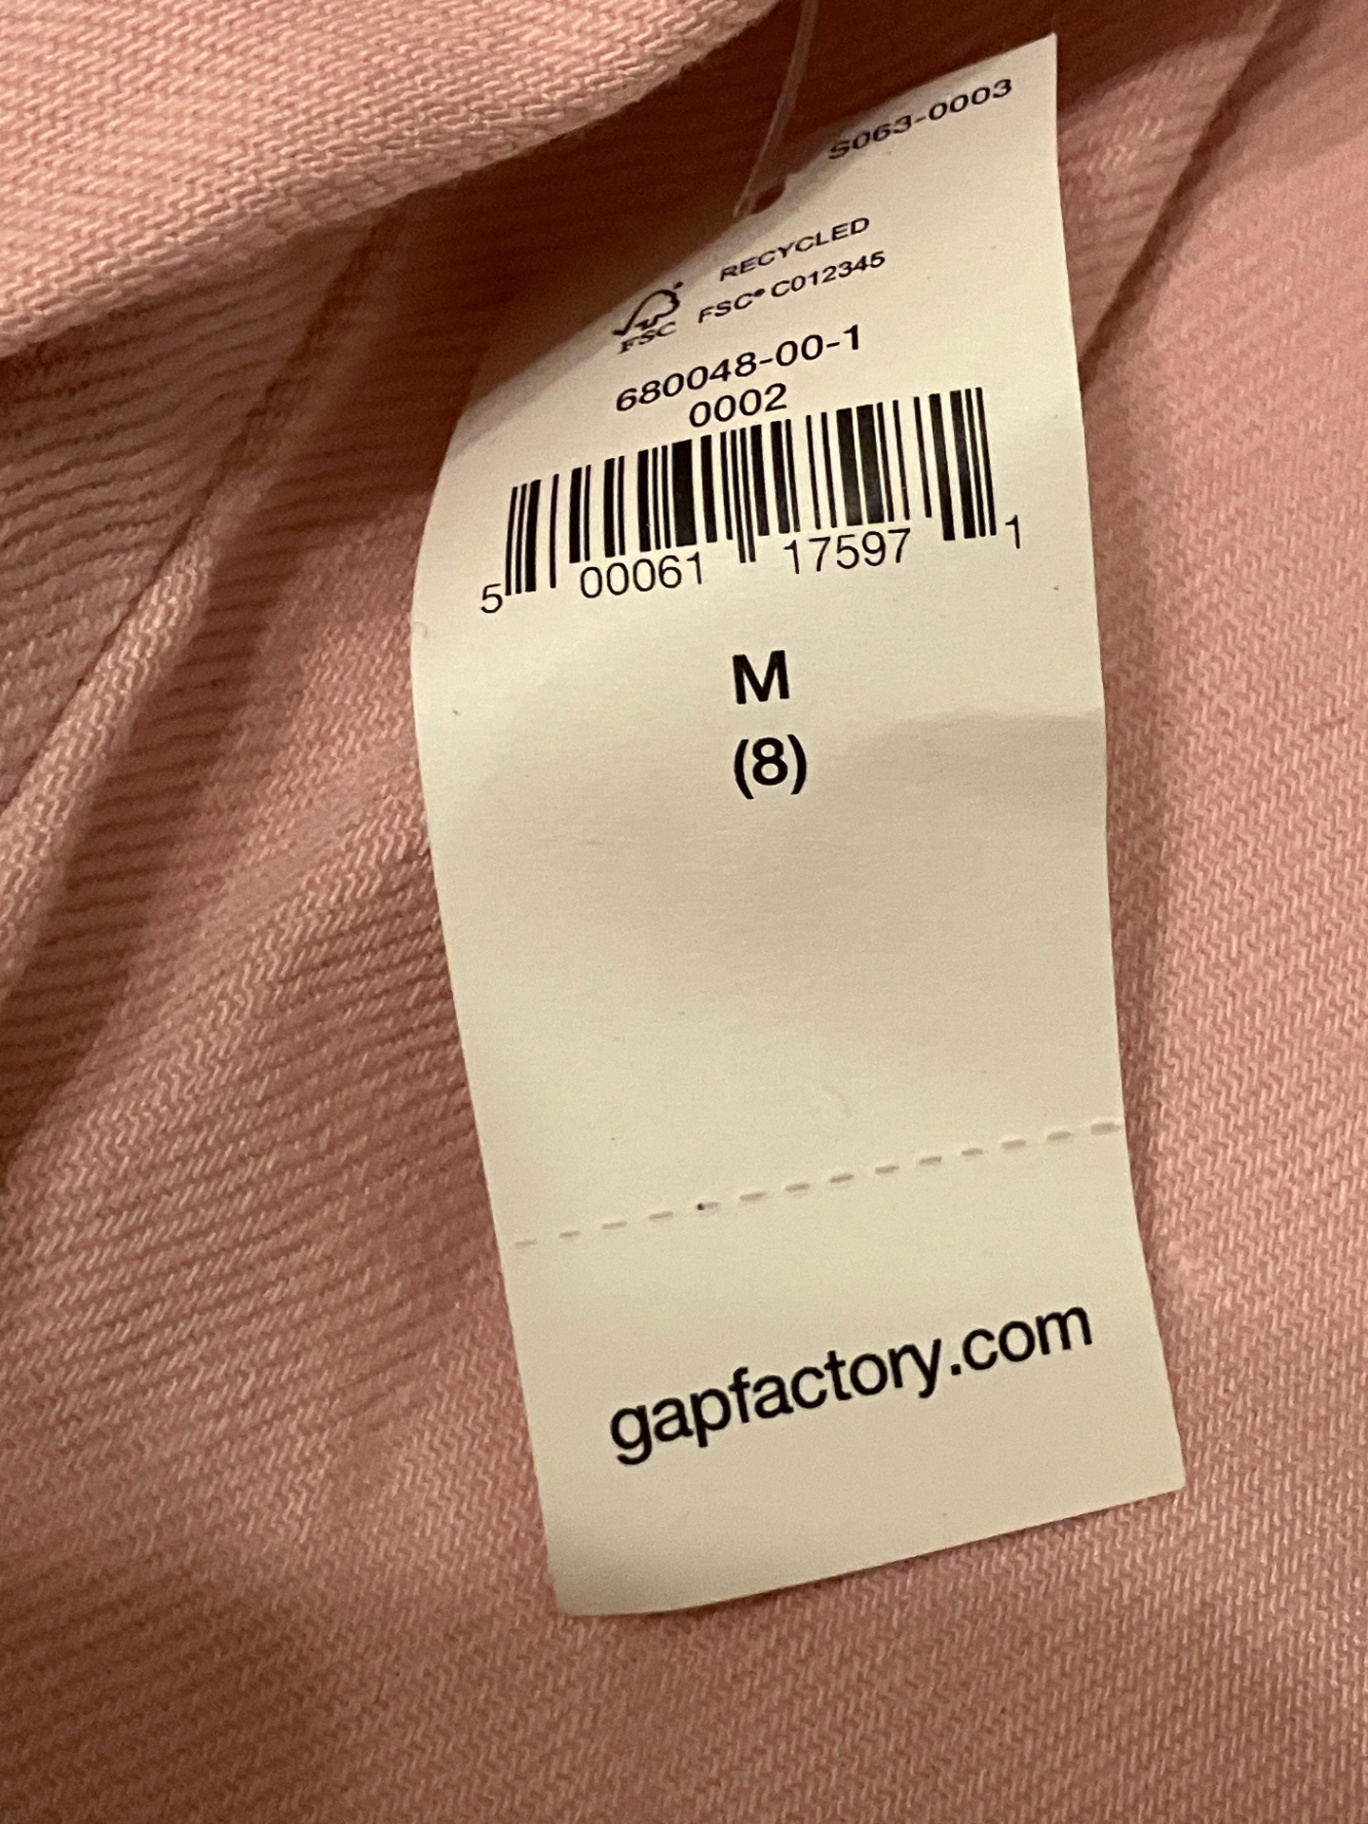 S063-0003
RECYCLED
FSC® C012345
FSC
680048-00-1
0002
5 00061 17597 1
M
(8)
gapfactory.com